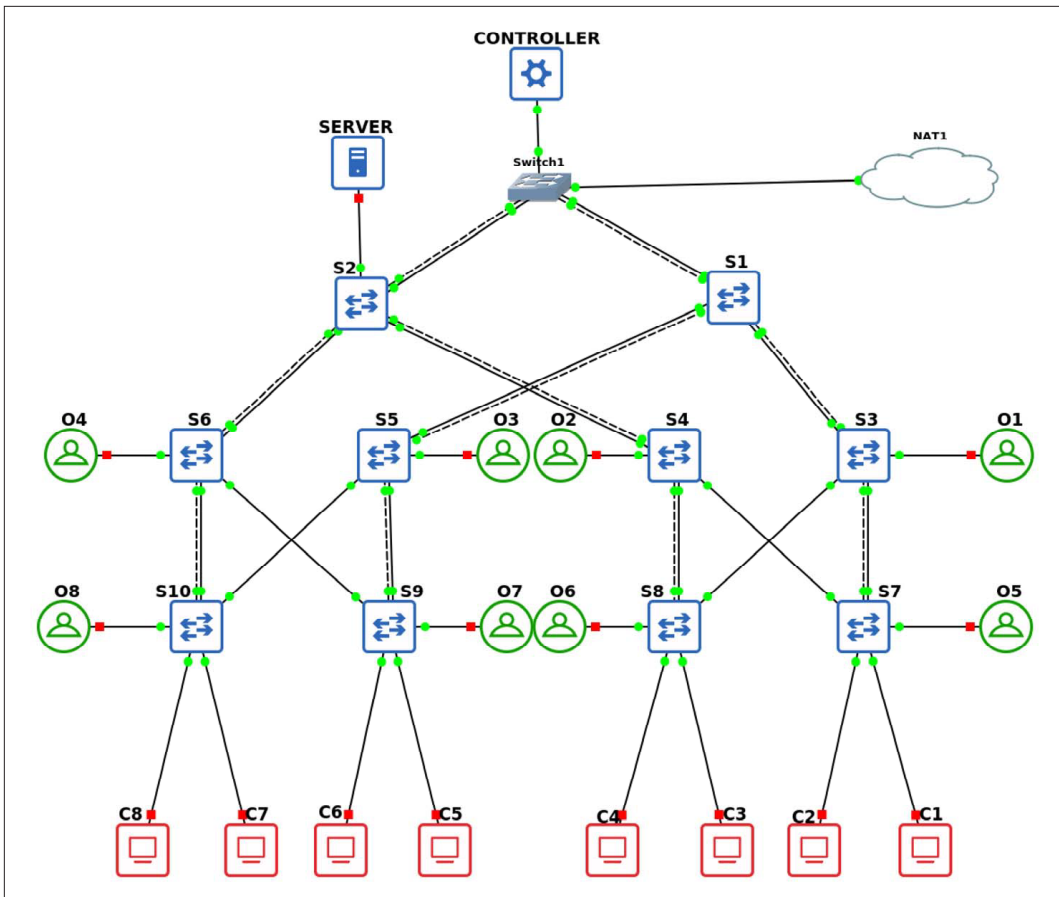 CONTROLLER
SERVER
NAT1
Switch1
S2
S1
O4
S6
S5
O3
O2
S4
S3
O1
O8
S10
S9
O7
O6
S8
S7
O5
C8
C7
C6
C5
C4
C3
C2
C1